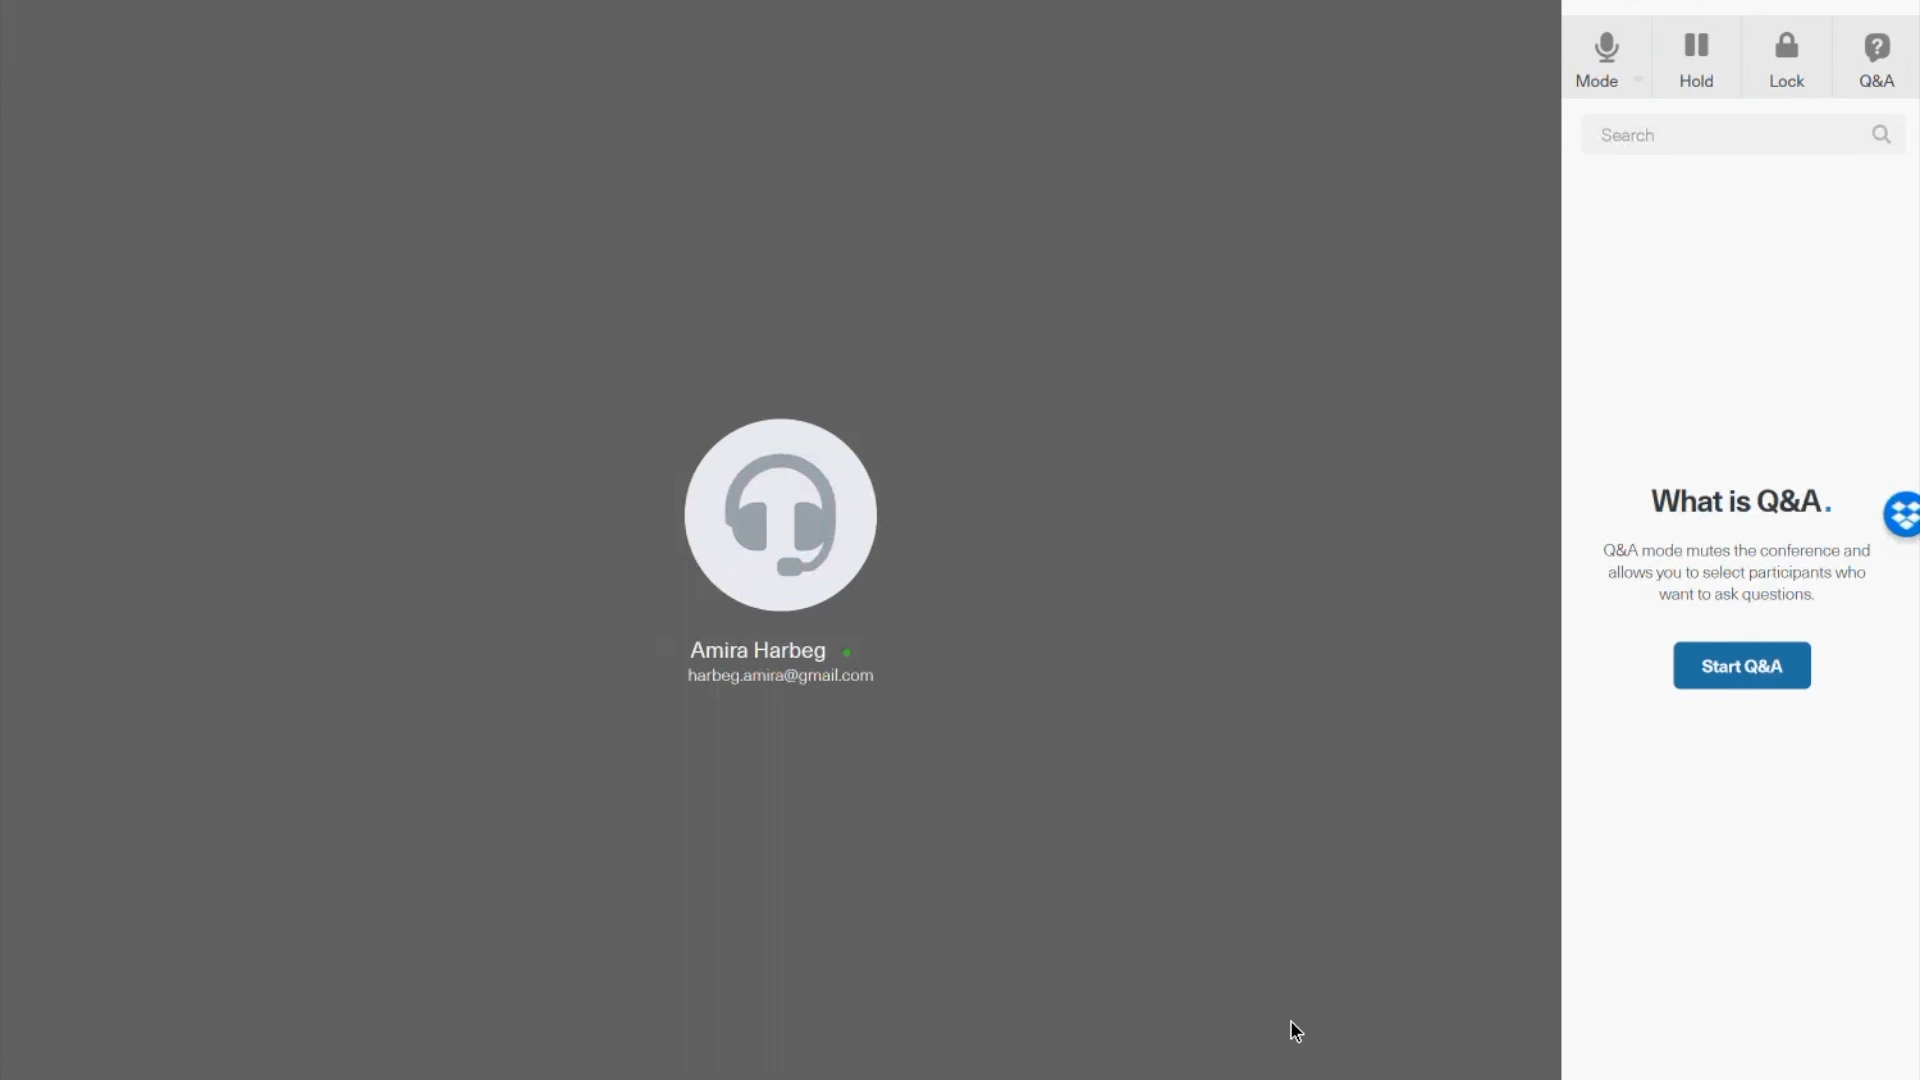 Mode
Hold
Lock
Q&A
Search
Amira Harbeg
harbeg.amira@gmail.com
What is Q&A.
Q&A mode mutes the conference and
allows you to select participants who
want to ask questions.
Start Q&A